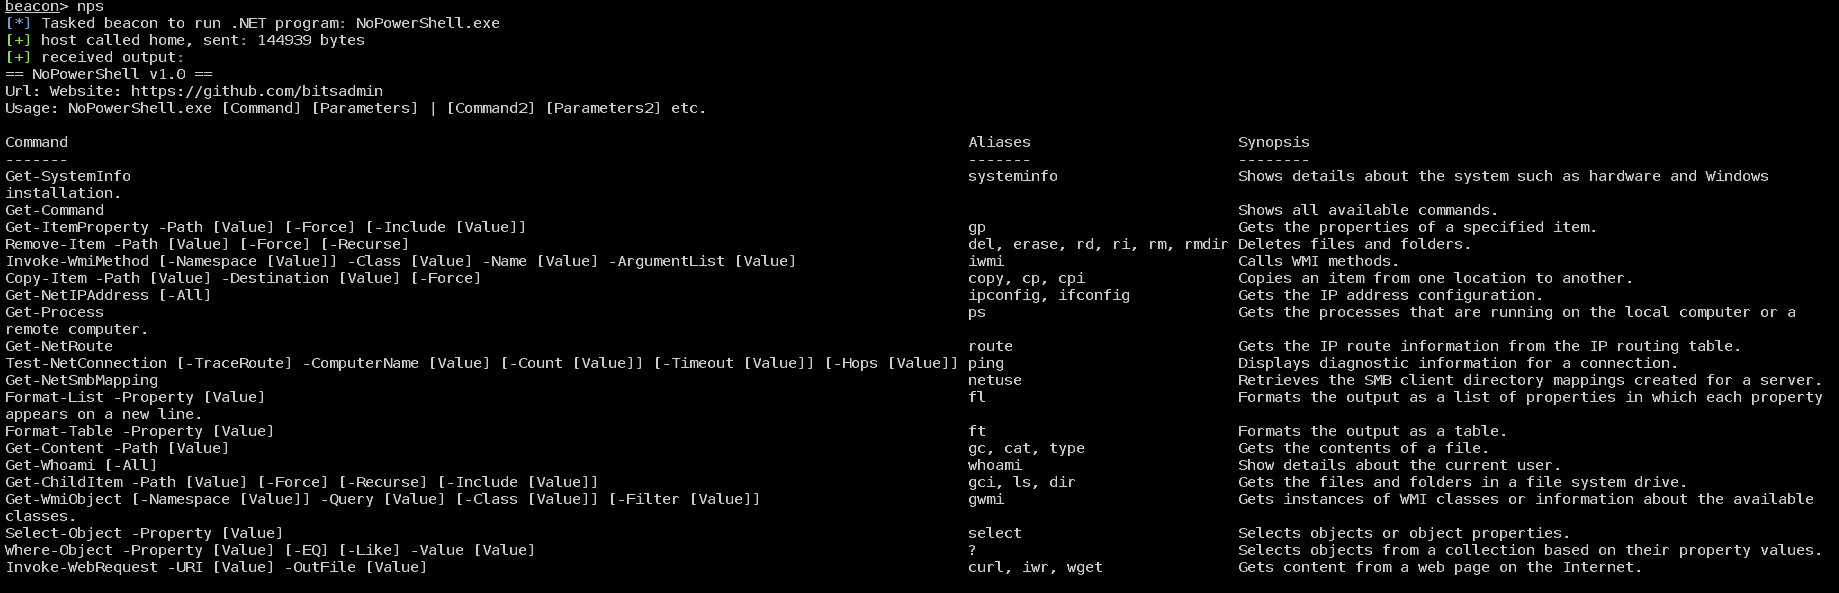 beacon> nps
[*] Tasked beacon to run .NET program: NoPowerShell.exe
[+] host called home, sent: 144939 bytes
[+] received output:
== NoPowerShell v1.0 ==
Url: Website: https://github.com/bitsadmin
Usage: NoPowerShell.exe [Command] [Parameters] | [Command2] [Parameters2] etc.
Command Aliases Synopsis
------- ------- --------
Get-SystemInfo systeminfo Shows details about the system such as hardware and Windows
installation.
Get-Command Shows all available commands.
Get-ItemProperty -Path [Value] [-Force] [-Include [Value]] gp Gets the properties of a specified item.
Remove-Item -Path [Value] [-Force] [-Recurse] del, erase, rd, ri, rm, rmdir Deletes files and folders.
Invoke-WmiMethod [-Namespace [Value]] -Class [Value] -Name [Value] -ArgumentList [Value] iwmi Calls WMI methods.
Copy-Item -Path [Value] -Destination [Value] [-Force] copy, cp, cpi Copies an item from one location to another.
Get-NetIPAddress [-All] ipconfig, ifconfig Gets the IP address configuration.
Get-Process ps Gets the processes that are running on the local computer or a
remote computer.
Get-NetRoute route Gets the IP route information from the IP routing table.
Test-NetConnection [-TraceRoute] -ComputerName [Value] [-Count [Value]] [-Timeout [Value]] [-Hops [Value]] ping Displays diagnostic information for a connection.
Get-NetSmbMapping netuse Retrieves the SMB client directory mappings created for a server.
Format-List -Property [Value] fl Formats the output as a list of properties in which each property
appears on a new line.
Format-Table -Property [Value] ft Formats the output as a table.
Get-Content -Path [Value] gc, cat, type Gets the contents of a file.
Get-Whoami [-All] whoami Show details about the current user.
Get-ChildItem -Path [Value] [-Force] [-Recurse] [-Include [Value]] gci, ls, dir Gets the files and folders in a file system drive.
Get-WmiObject [-Namespace [Value]] -Query [Value] [-Class [Value]] [-Filter [Value]] gwmi Gets instances of WMI classes or information about the available
classes.
Select-Object -Property [Value] select Selects objects or object properties.
Where-Object -Property [Value] [-EQ] [-Like] -Value [Value] ? Selects objects from a collection based on their property values.
Invoke-WebRequest -URI [Value] -OutFile [Value] curl, iwr, wget Gets content from a web page on the Internet.